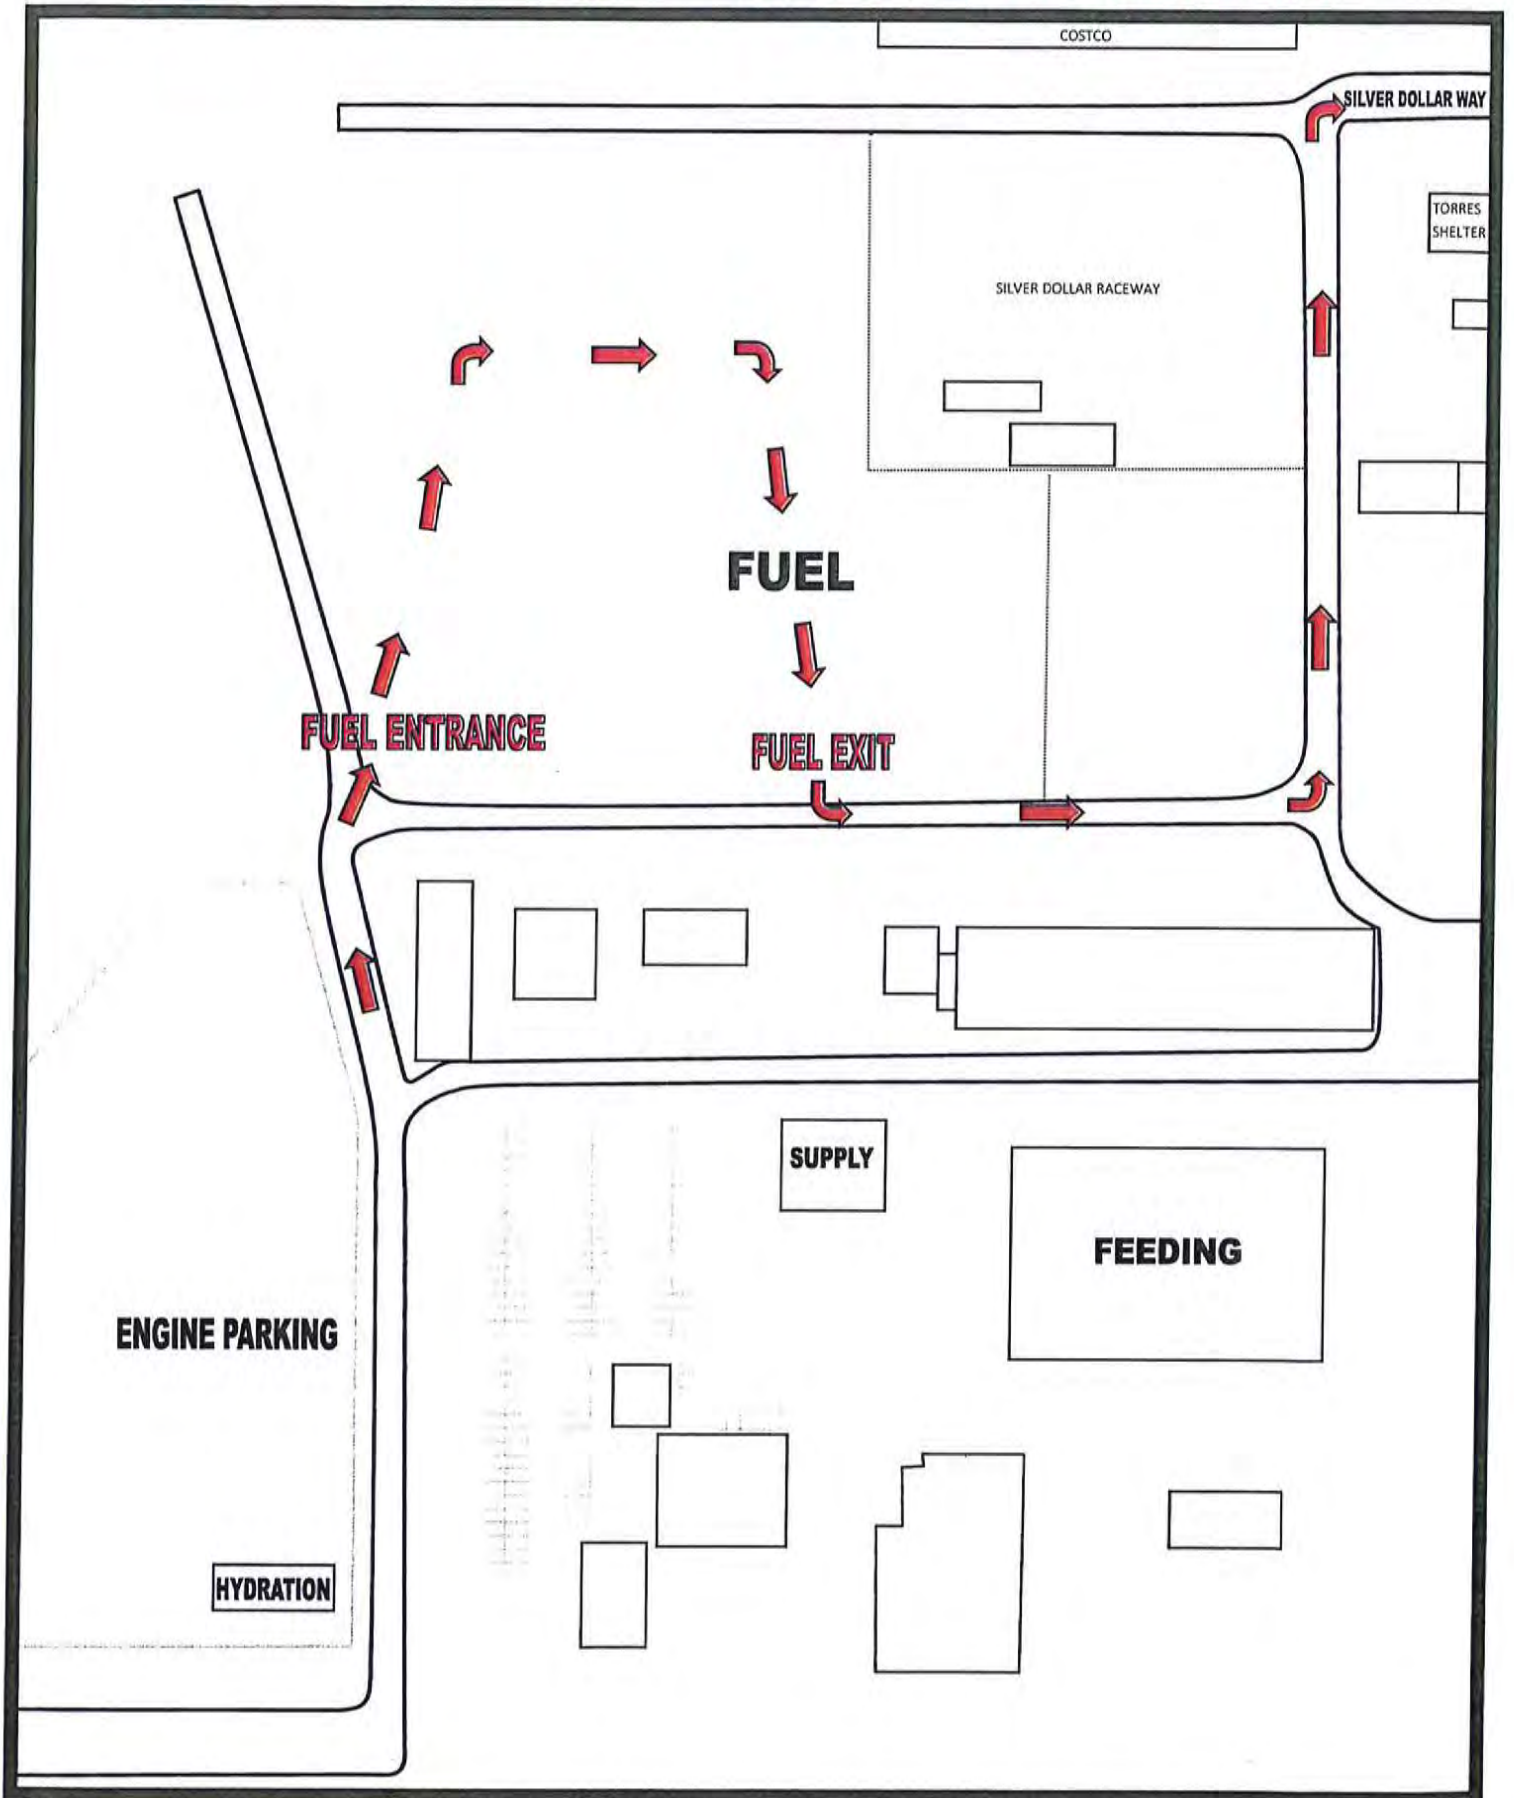 COSTCO
SILVER DOLLAR WAY
TORRES
SHELTER
SILVER DOLLAR RACEWAY
FUEL
FUEL ENTRANCE
FUEL EXIT
SUPPLY
FEEDING
ENGINE PARKING
HYDRATION